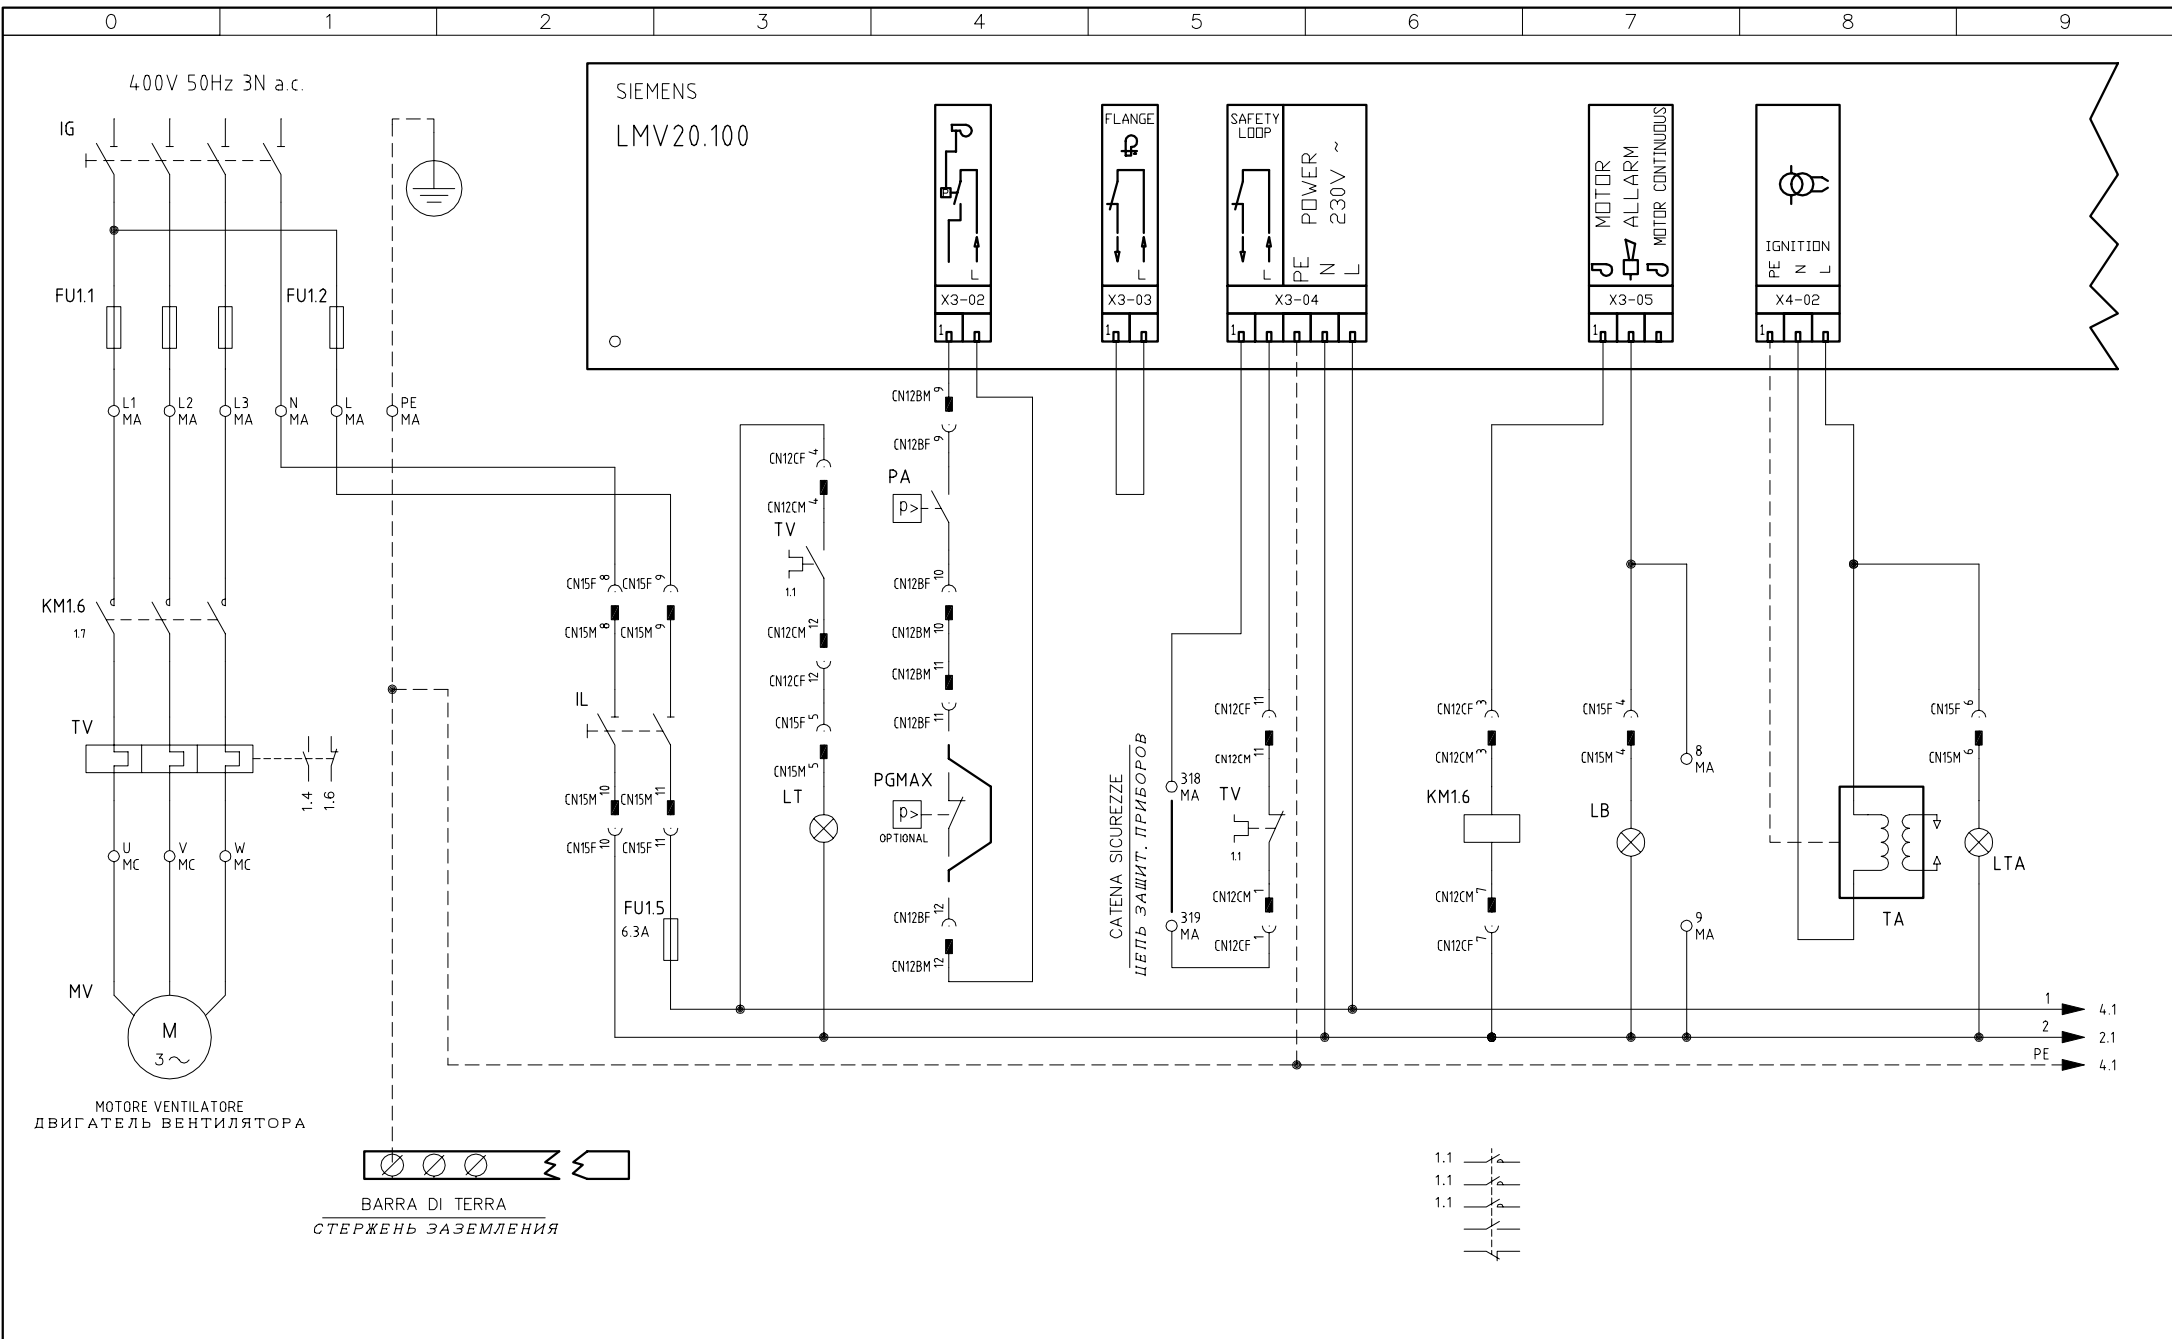 0 1 2 3 4 5 6 7 8 9
400V 50Hz 3N a.c.
IG
FU1.1
FU1.2
L1 MA
L2 MA
L3 MA
N MA
L MA
PE MA
KM1.6
1.7
TV
1.4
1.6
U MC
V MC
W MC
MV
M
3~
MOTORE VENTILATORE
ДВИГАТЕЛЬ ВЕНТИЛЯТОРА
BARRA DI TERRA
СТЕРЖЕНЬ ЗАЗЕМЛЕНИЯ
SIEMENS
LMV20.100
P
L
X3-02
1
FLANGE
L
X3-03
1
SAFETY
LOOP
L
POWER
230V ~
PE
N
L
X3-04
1
MOTOR
ALLARM
MOTOR CONTINUOUS
X3-05
1
IGNITION
PE
N
L
X4-02
1
CN15F 8
CN15F 9
CN15M 8
CN15M 9
IL
CN15M 10
CN15M 11
CN15F 10
CN15F 11
FU1.5
6.3A
CN12CF 4
CN12CM 4
TV
1.1
CN12CM 12
CN12CF 12
CN15F 5
CN15M 5
LT
CN12BM 9
CN12BF 9
PA
P>
CN12BF 10
CN12BM 10
CN12BM 11
CN12BF 11
PGMAX
P>
OPTIONAL
CN12BF 12
CN12BM 12
CATENA SICUREZZE
ЦЕПЬ ЗАЩИТ. ПРИБОРОВ
318 MA
319 MA
CN12CF 11
CN12CM 11
TV
1.1
CN12CM 1
CN12CF 1
CN12CF 3
CN12CM 3
KM1.6
CN12CM 7
CN12CF 7
CN15F 4
CN15M 4
LB
8 MA
9 MA
TA
CN15F 6
CN15M 6
LTA
1 4.1
2 2.1
PE 4.1
1.1
1.1
1.1